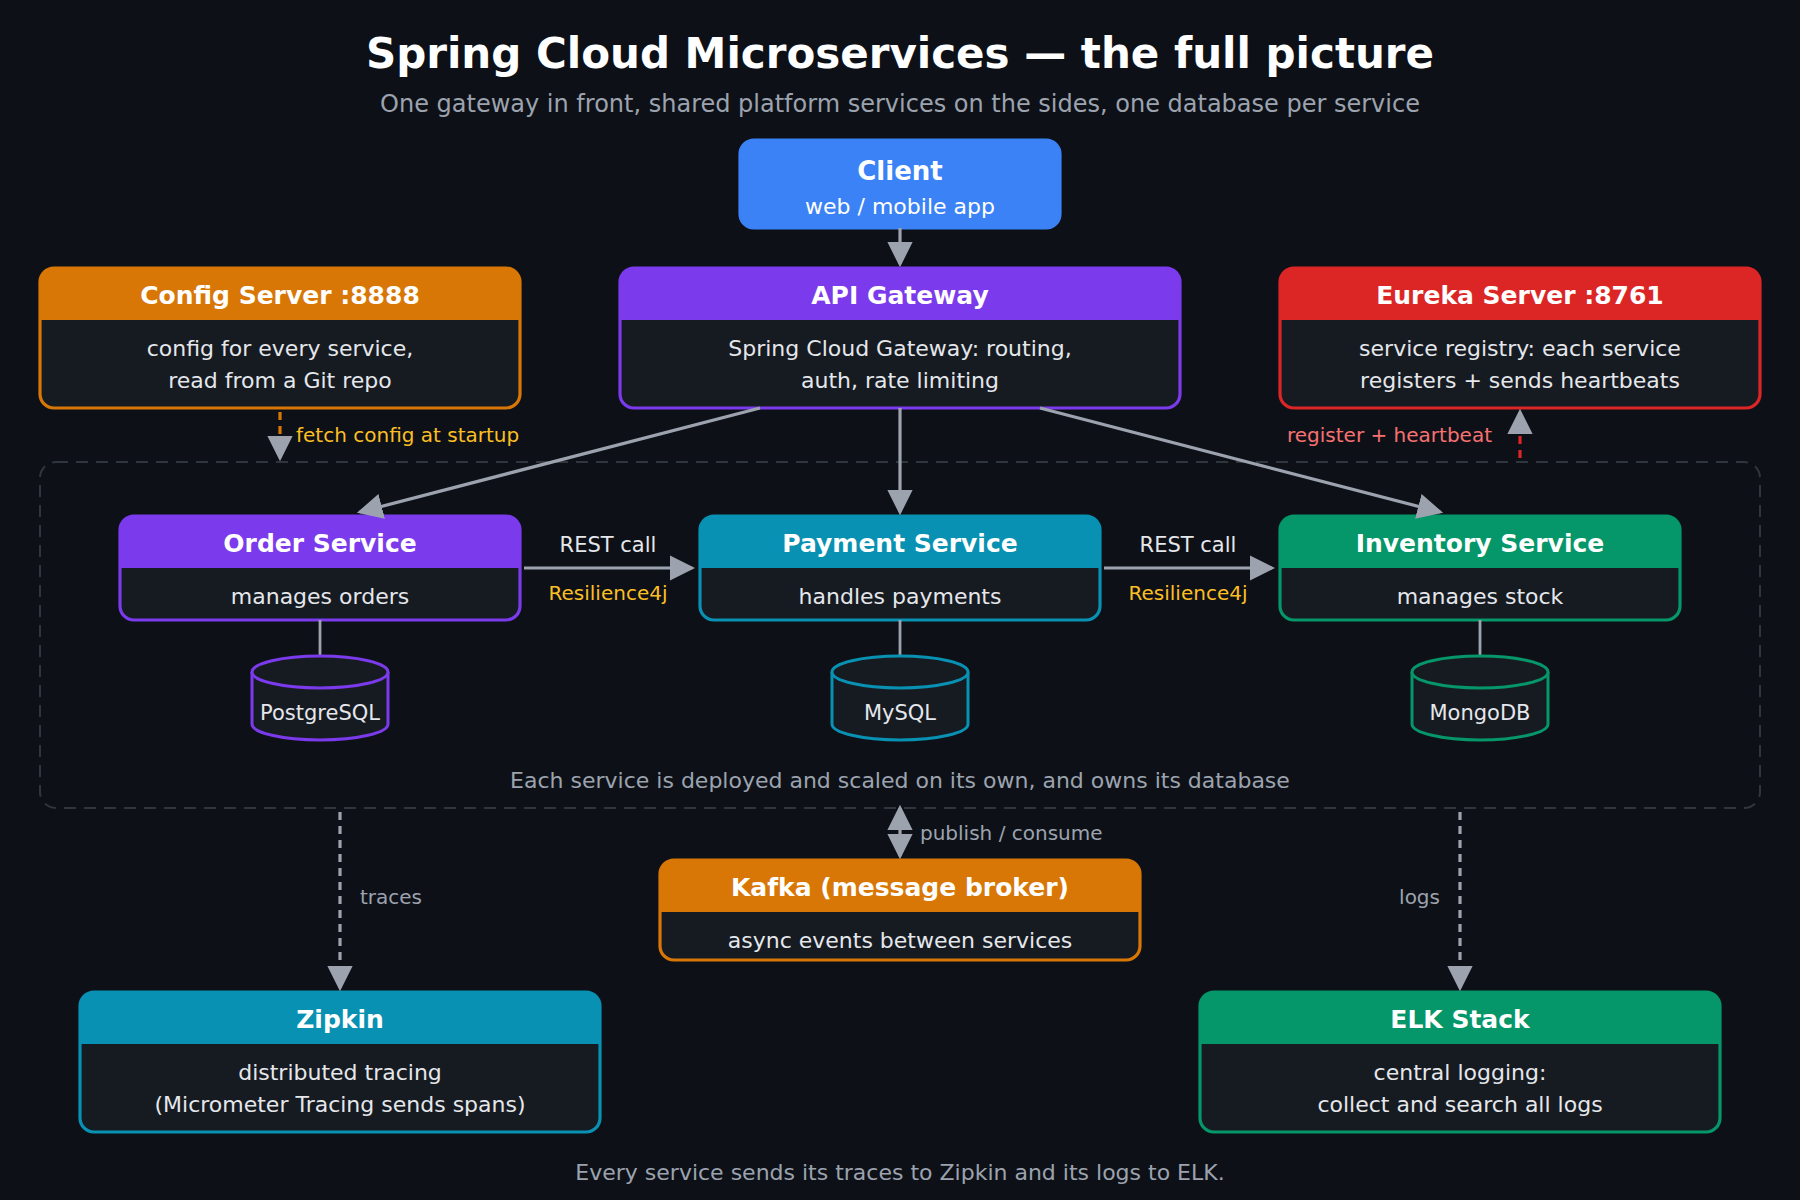 Spring Cloud Microservices — the full picture
One gateway in front, shared platform services on the sides, one database per service
Client
web / mobile app
Config Server :8888
config for every service,
read from a Git repo
API Gateway
Spring Cloud Gateway: routing,
auth, rate limiting
Eureka Server :8761
service registry: each service
registers + sends heartbeats
fetch config at startup
register + heartbeat
Order Service
manages orders
REST call
Resilience4j
Payment Service
handles payments
REST call
Resilience4j
Inventory Service
manages stock
PostgreSQL
MySQL
MongoDB
Each service is deployed and scaled on its own, and owns its database
publish / consume
traces
Kafka (message broker)
async events between services
logs
Zipkin
distributed tracing
(Micrometer Tracing sends spans)
ELK Stack
central logging:
collect and search all logs
Every service sends its traces to Zipkin and its logs to ELK.